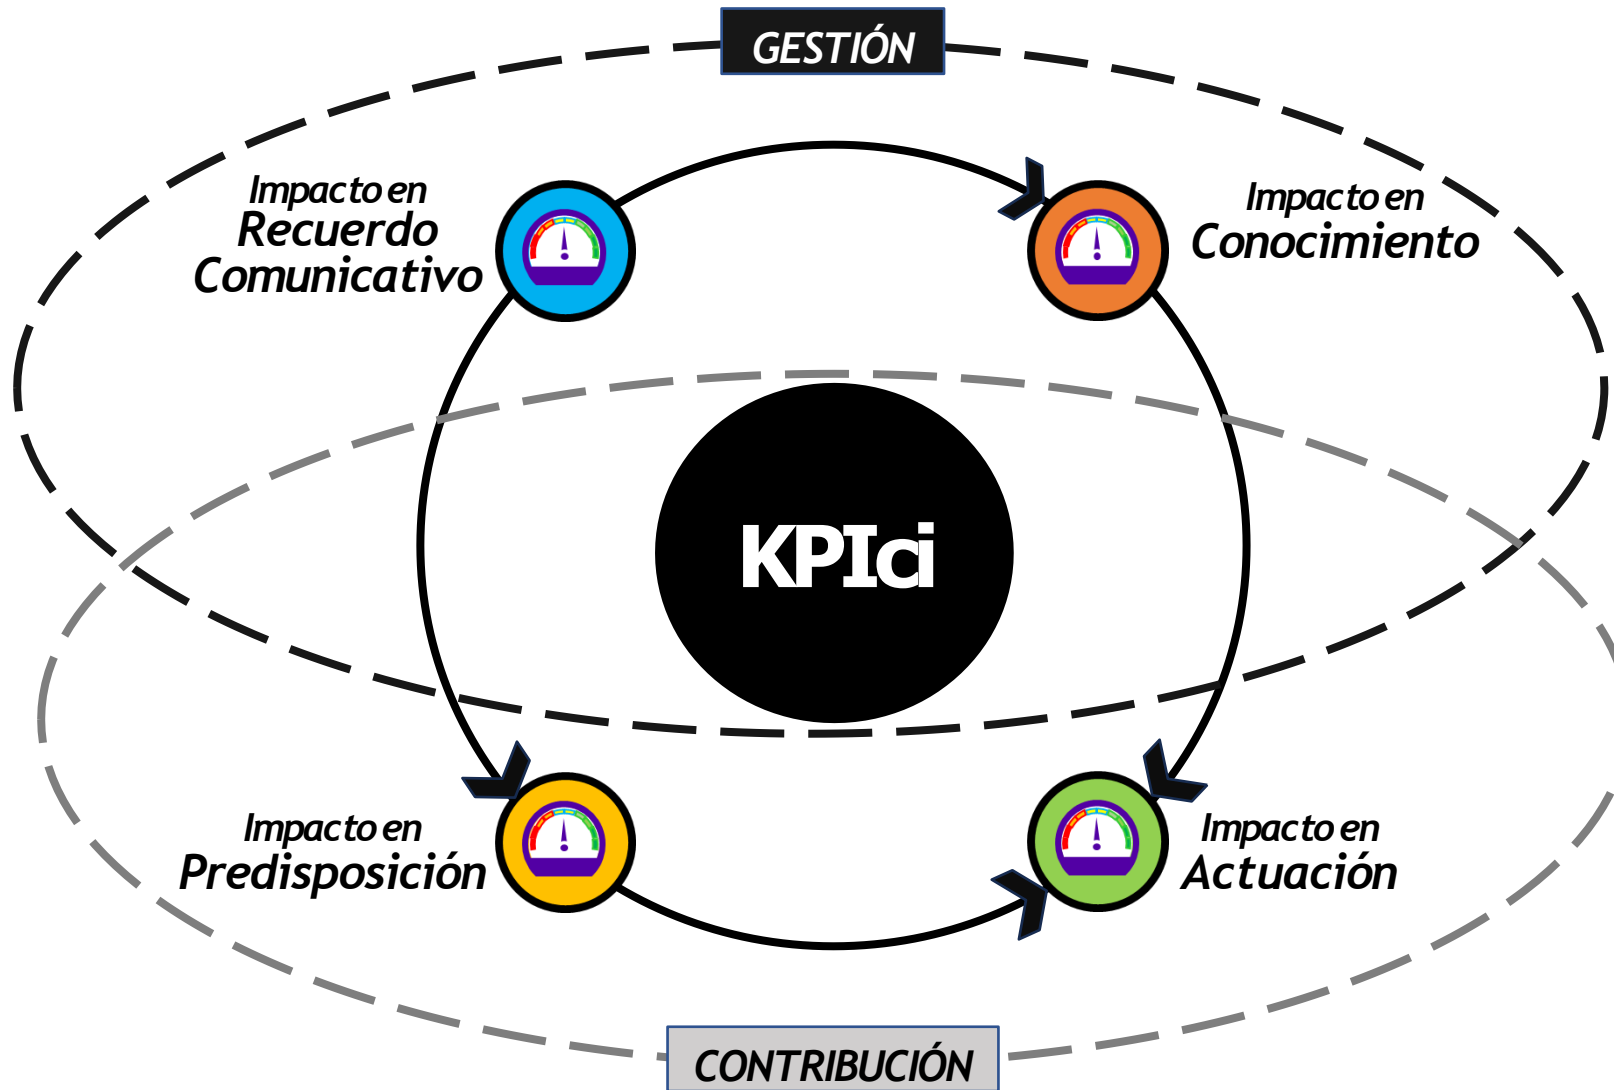 GESTIÓN
Impacto en
Recuerdo
Comunicativo
Impacto en
Conocimiento
KPIci
Impacto en
Predisposición
Impacto en
Actuación
CONTRIBUCIÓN